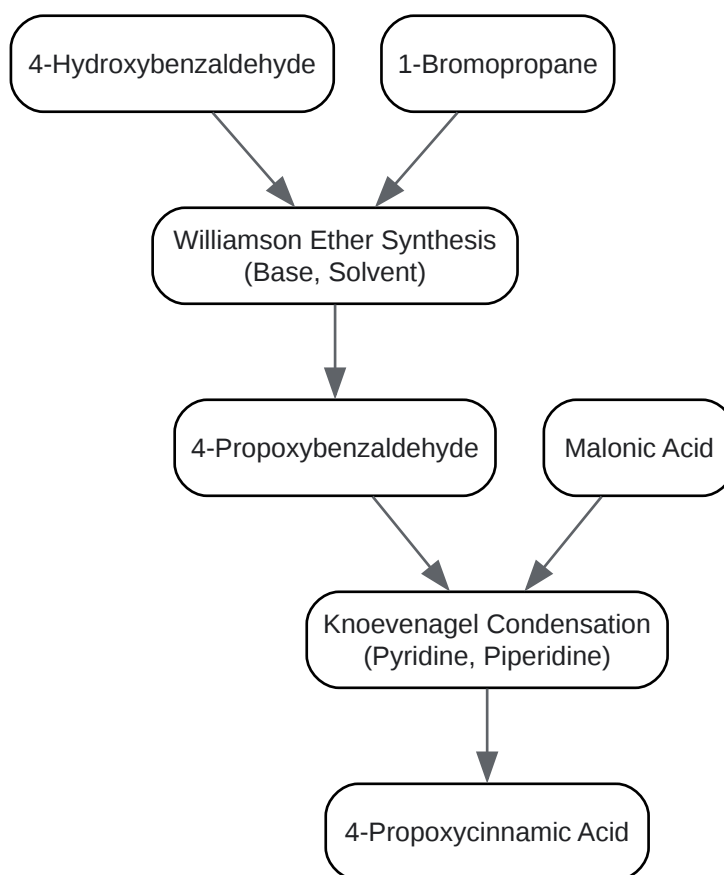 4-Hydroxybenzaldehyde
1-Bromopropane
Williamson Ether Synthesis
(Base, Solvent)
4-Propoxybenzaldehyde
Malonic Acid
Knoevenagel Condensation
(Pyridine, Piperidine)
4-Propoxycinnamic Acid